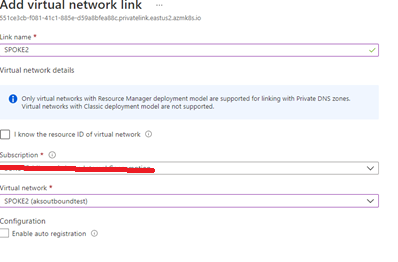 Add virtual network link ...
551ce3cb-f081-41c1-885e-d59a8bfea88c.privatelink.eastus2.azmk8s.io
Link name *
SPOKE2
Virtual network details
Only virtual networks with Resource Manager deployment model are supported for linking with Private DNS zones.
Virtual networks with Classic deployment model are not supported.
I know the resource ID of virtual network
Subscription *
Virtual network *
SPOKE2 (aksoutboundtest)
Configuration
Enable auto registration